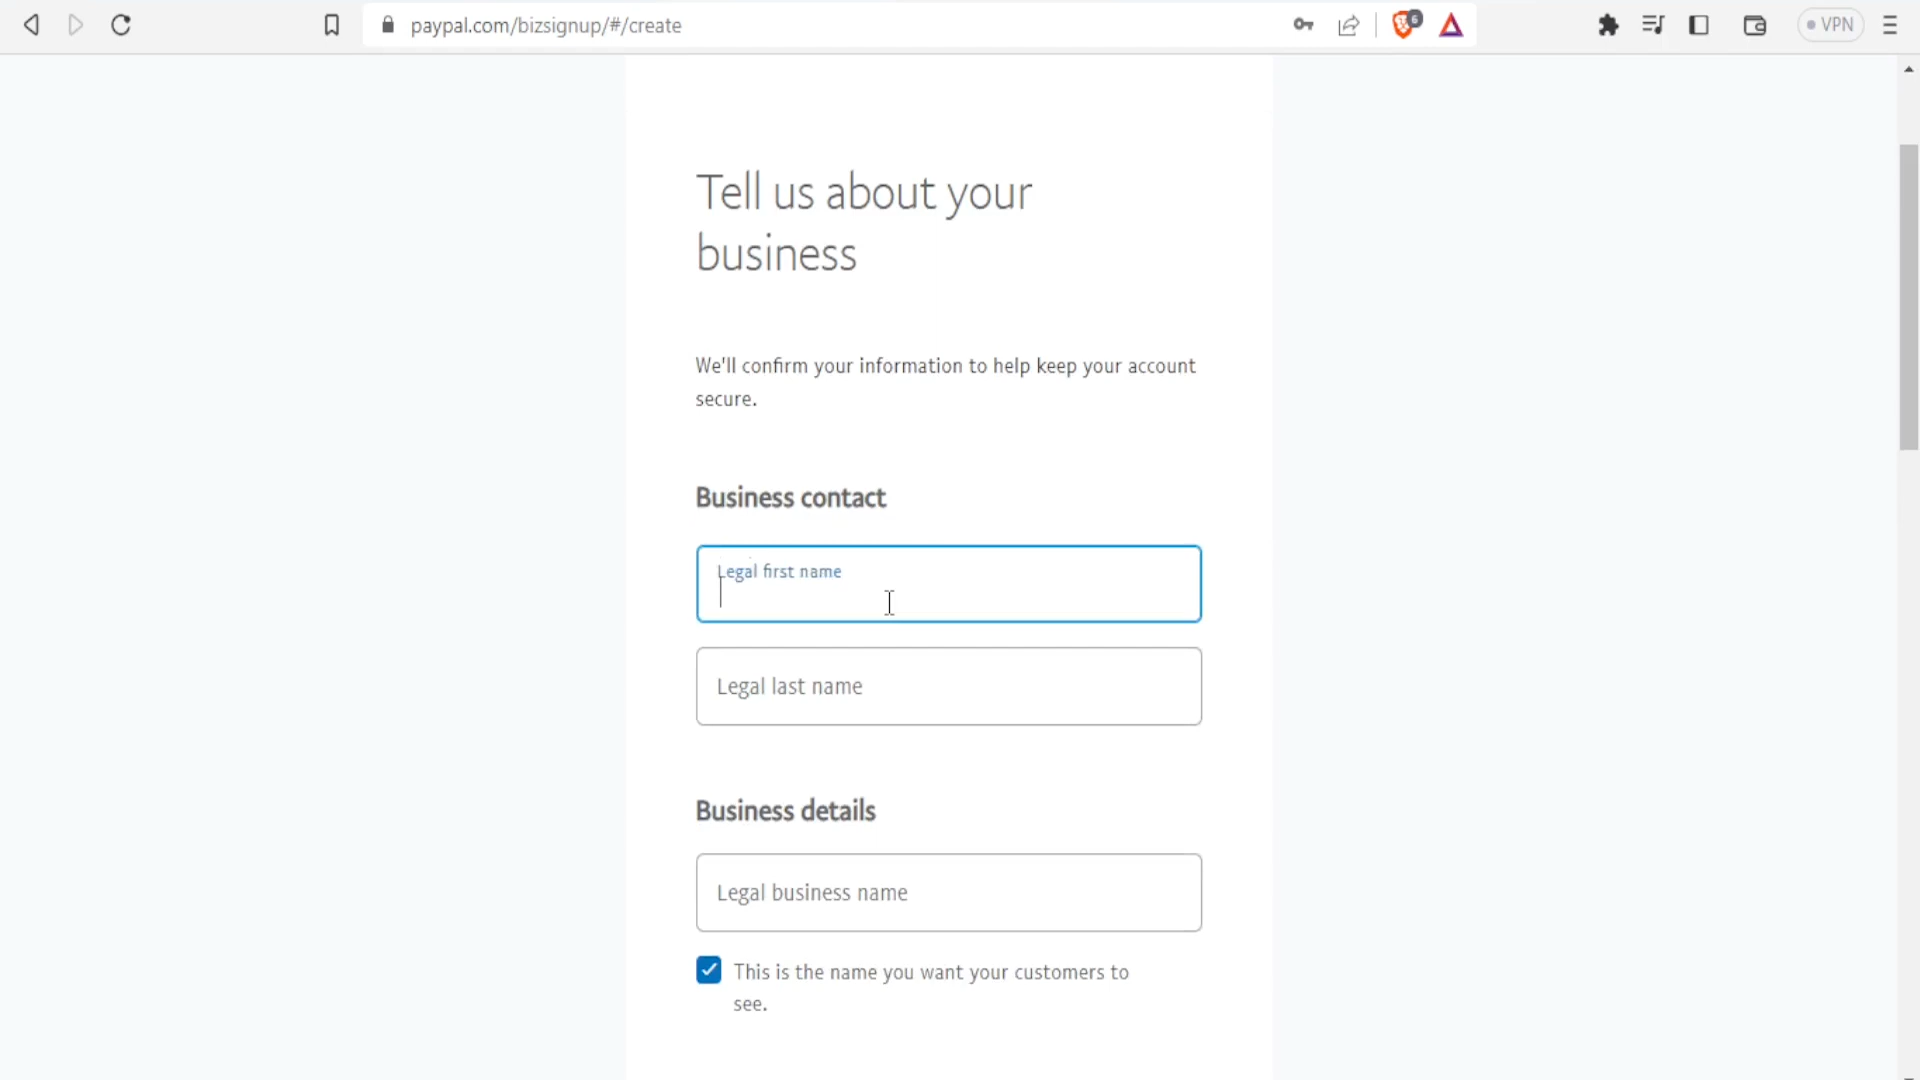 paypal.com/bizsignup/#/create
6
VPN
Tell us about your
business
We'll confirm your information to help keep your account
secure.
Business contact
Legal first name
Legal last name
Business details
Legal business name
This is the name you want your customers to
see.